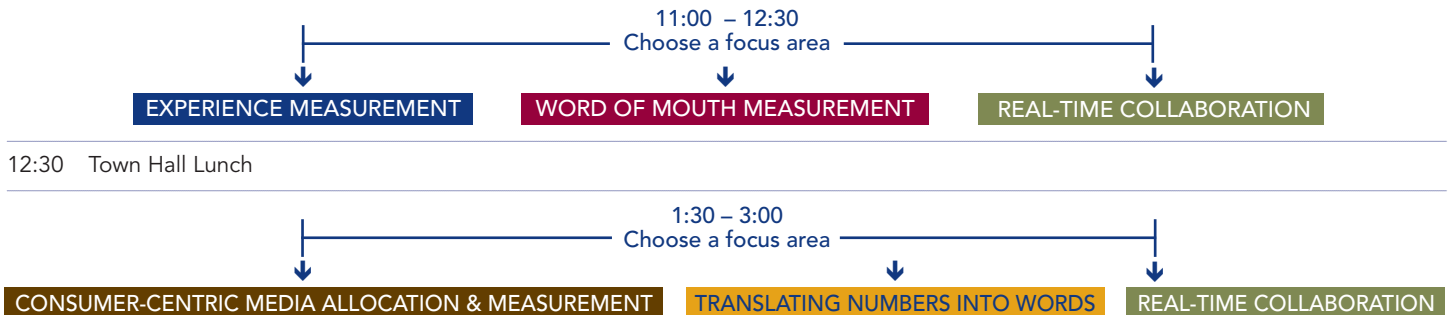 11:00 – 12:30
Choose a focus area
EXPERIENCE MEASUREMENT
WORD OF MOUTH MEASUREMENT
REAL-TIME COLLABORATION
12:30 Town Hall Lunch
1:30 – 3:00
Choose a focus area
CONSUMER-CENTRIC MEDIA ALLOCATION & MEASUREMENT
TRANSLATING NUMBERS INTO WORDS
REAL-TIME COLLABORATION